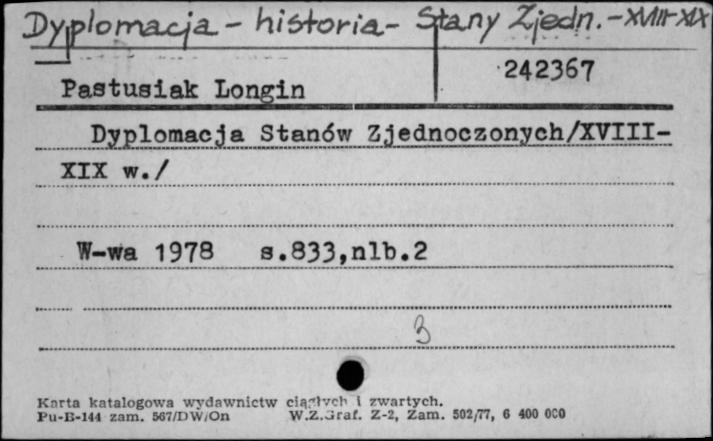 Dyplomacja - historia - Stany Zjedn. - XVIII-XIX
242367
Pastusiak Longin
Dyplomacja Stanów Zjednoczonych/XVIII-
XIX w./
W-wa 1978 s.833,nlb.2
3
Karta katalogowa wydawnictw ciągłych i zwartych.
Pu-B-144 zam. 567/DW/On W.Z.Graf. Z-2, Zam. 502/77, 6 400 000